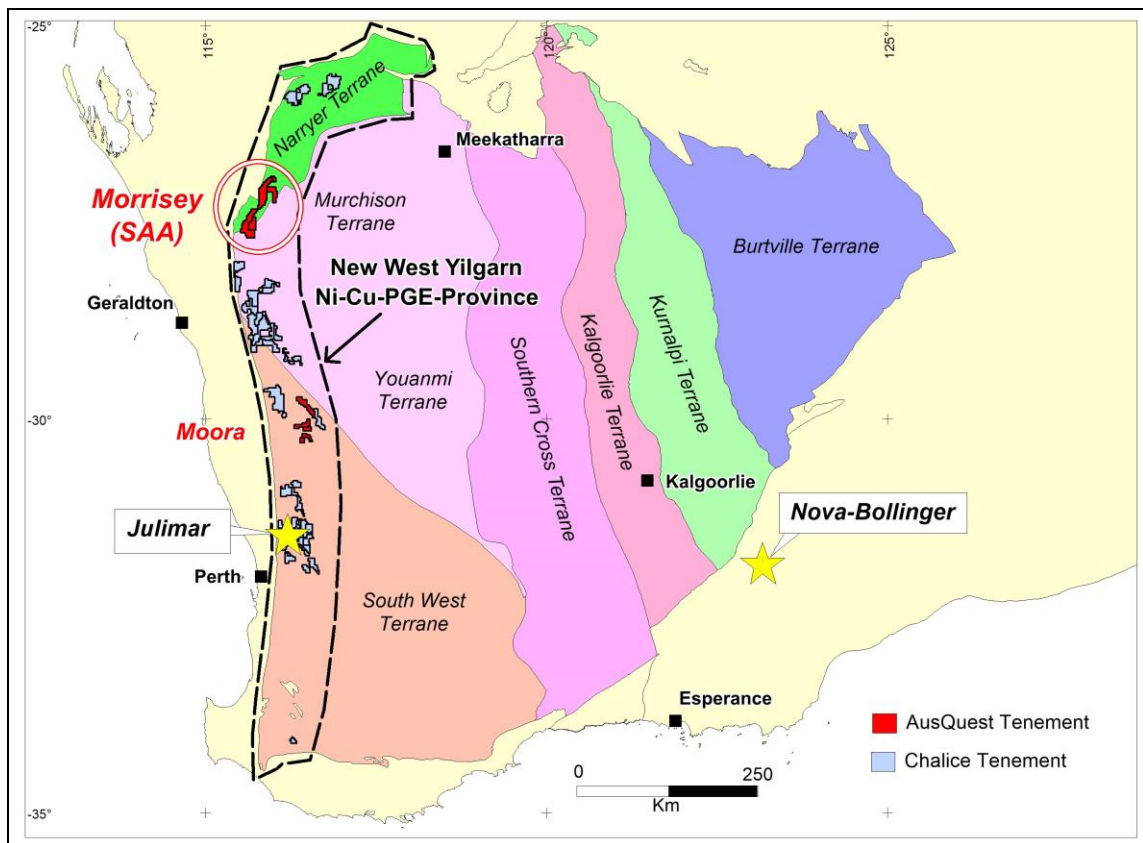 -25°
115°
120°
125°
Narryer Terrane
Meekatharra
Morrisey
(SAA)
Murchison
Terrane
Burtville Terrane
New West Yilgarn
Ni-Cu-PGE-Province
Geraldton
Kurnalpi Terrane
Kalgoorlie Terrane
Southern Cross Terrane
Youanmi
Terrane
-30°
Moora
Kalgoorlie
Julimar
Nova-Bollinger
Perth
South West
Terrane
Esperance
AusQuest Tenement
Chalice Tenement
0
250
Km
-35°